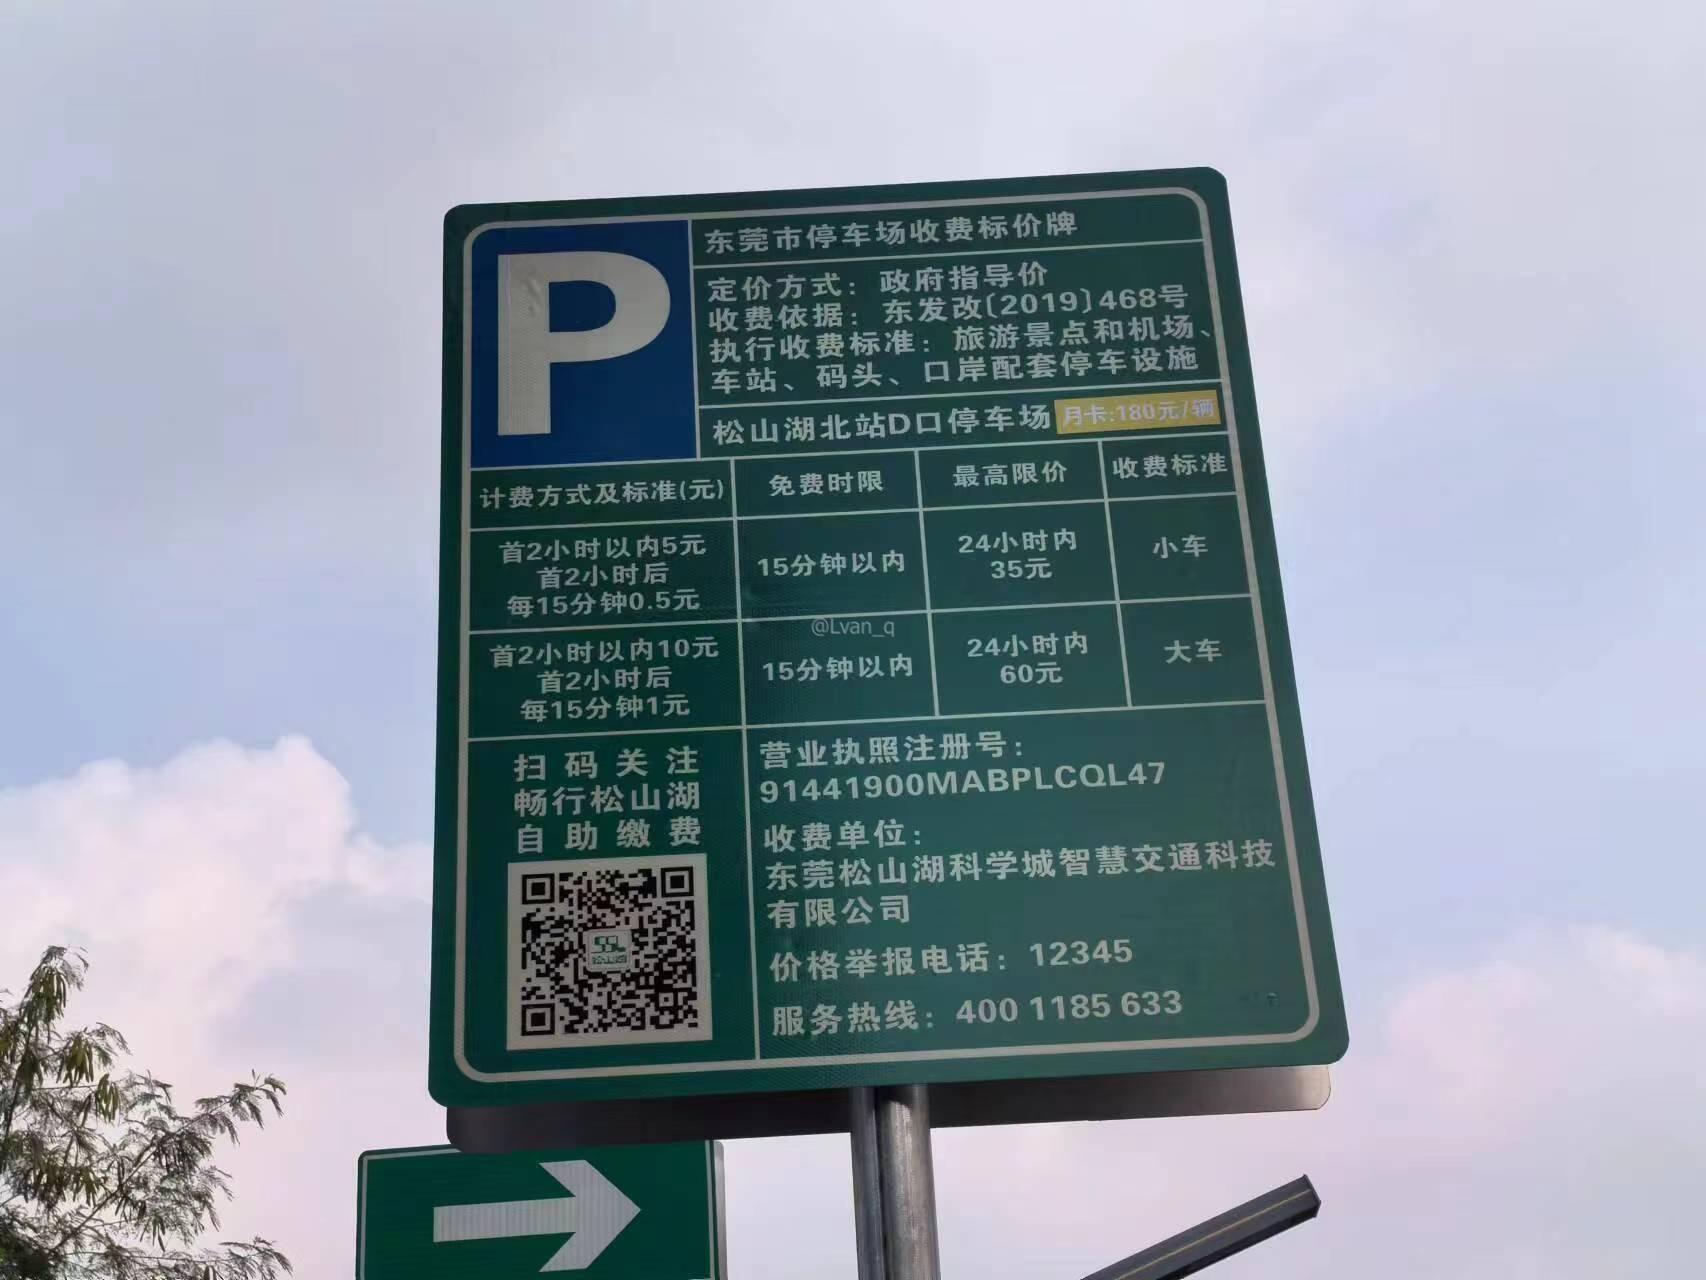 P
东莞市停车场收费标价牌
定价方式：政府指导价
收费依据：东发改〔2019〕468号
执行收费标准：旅游景点和机场、
车站、码头、口岸配套停车设施
松山湖北站D口停车场 月卡:180元/辆
计费方式及标准(元) 免费时限 最高限价 收费标准
首2小时以内5元
首2小时后
每15分钟0.5元
15分钟以内
24小时内
35元
小车
首2小时以内10元
首2小时后
每15分钟1元
15分钟以内
24小时内
60元
大车
@Lvan_q
扫码关注
畅行松山湖
自助缴费
营业执照注册号：
91441900MABPLCQL47
收费单位：
东莞松山湖科学城智慧交通科技
有限公司
价格举报电话：12345
服务热线：400 1185 633